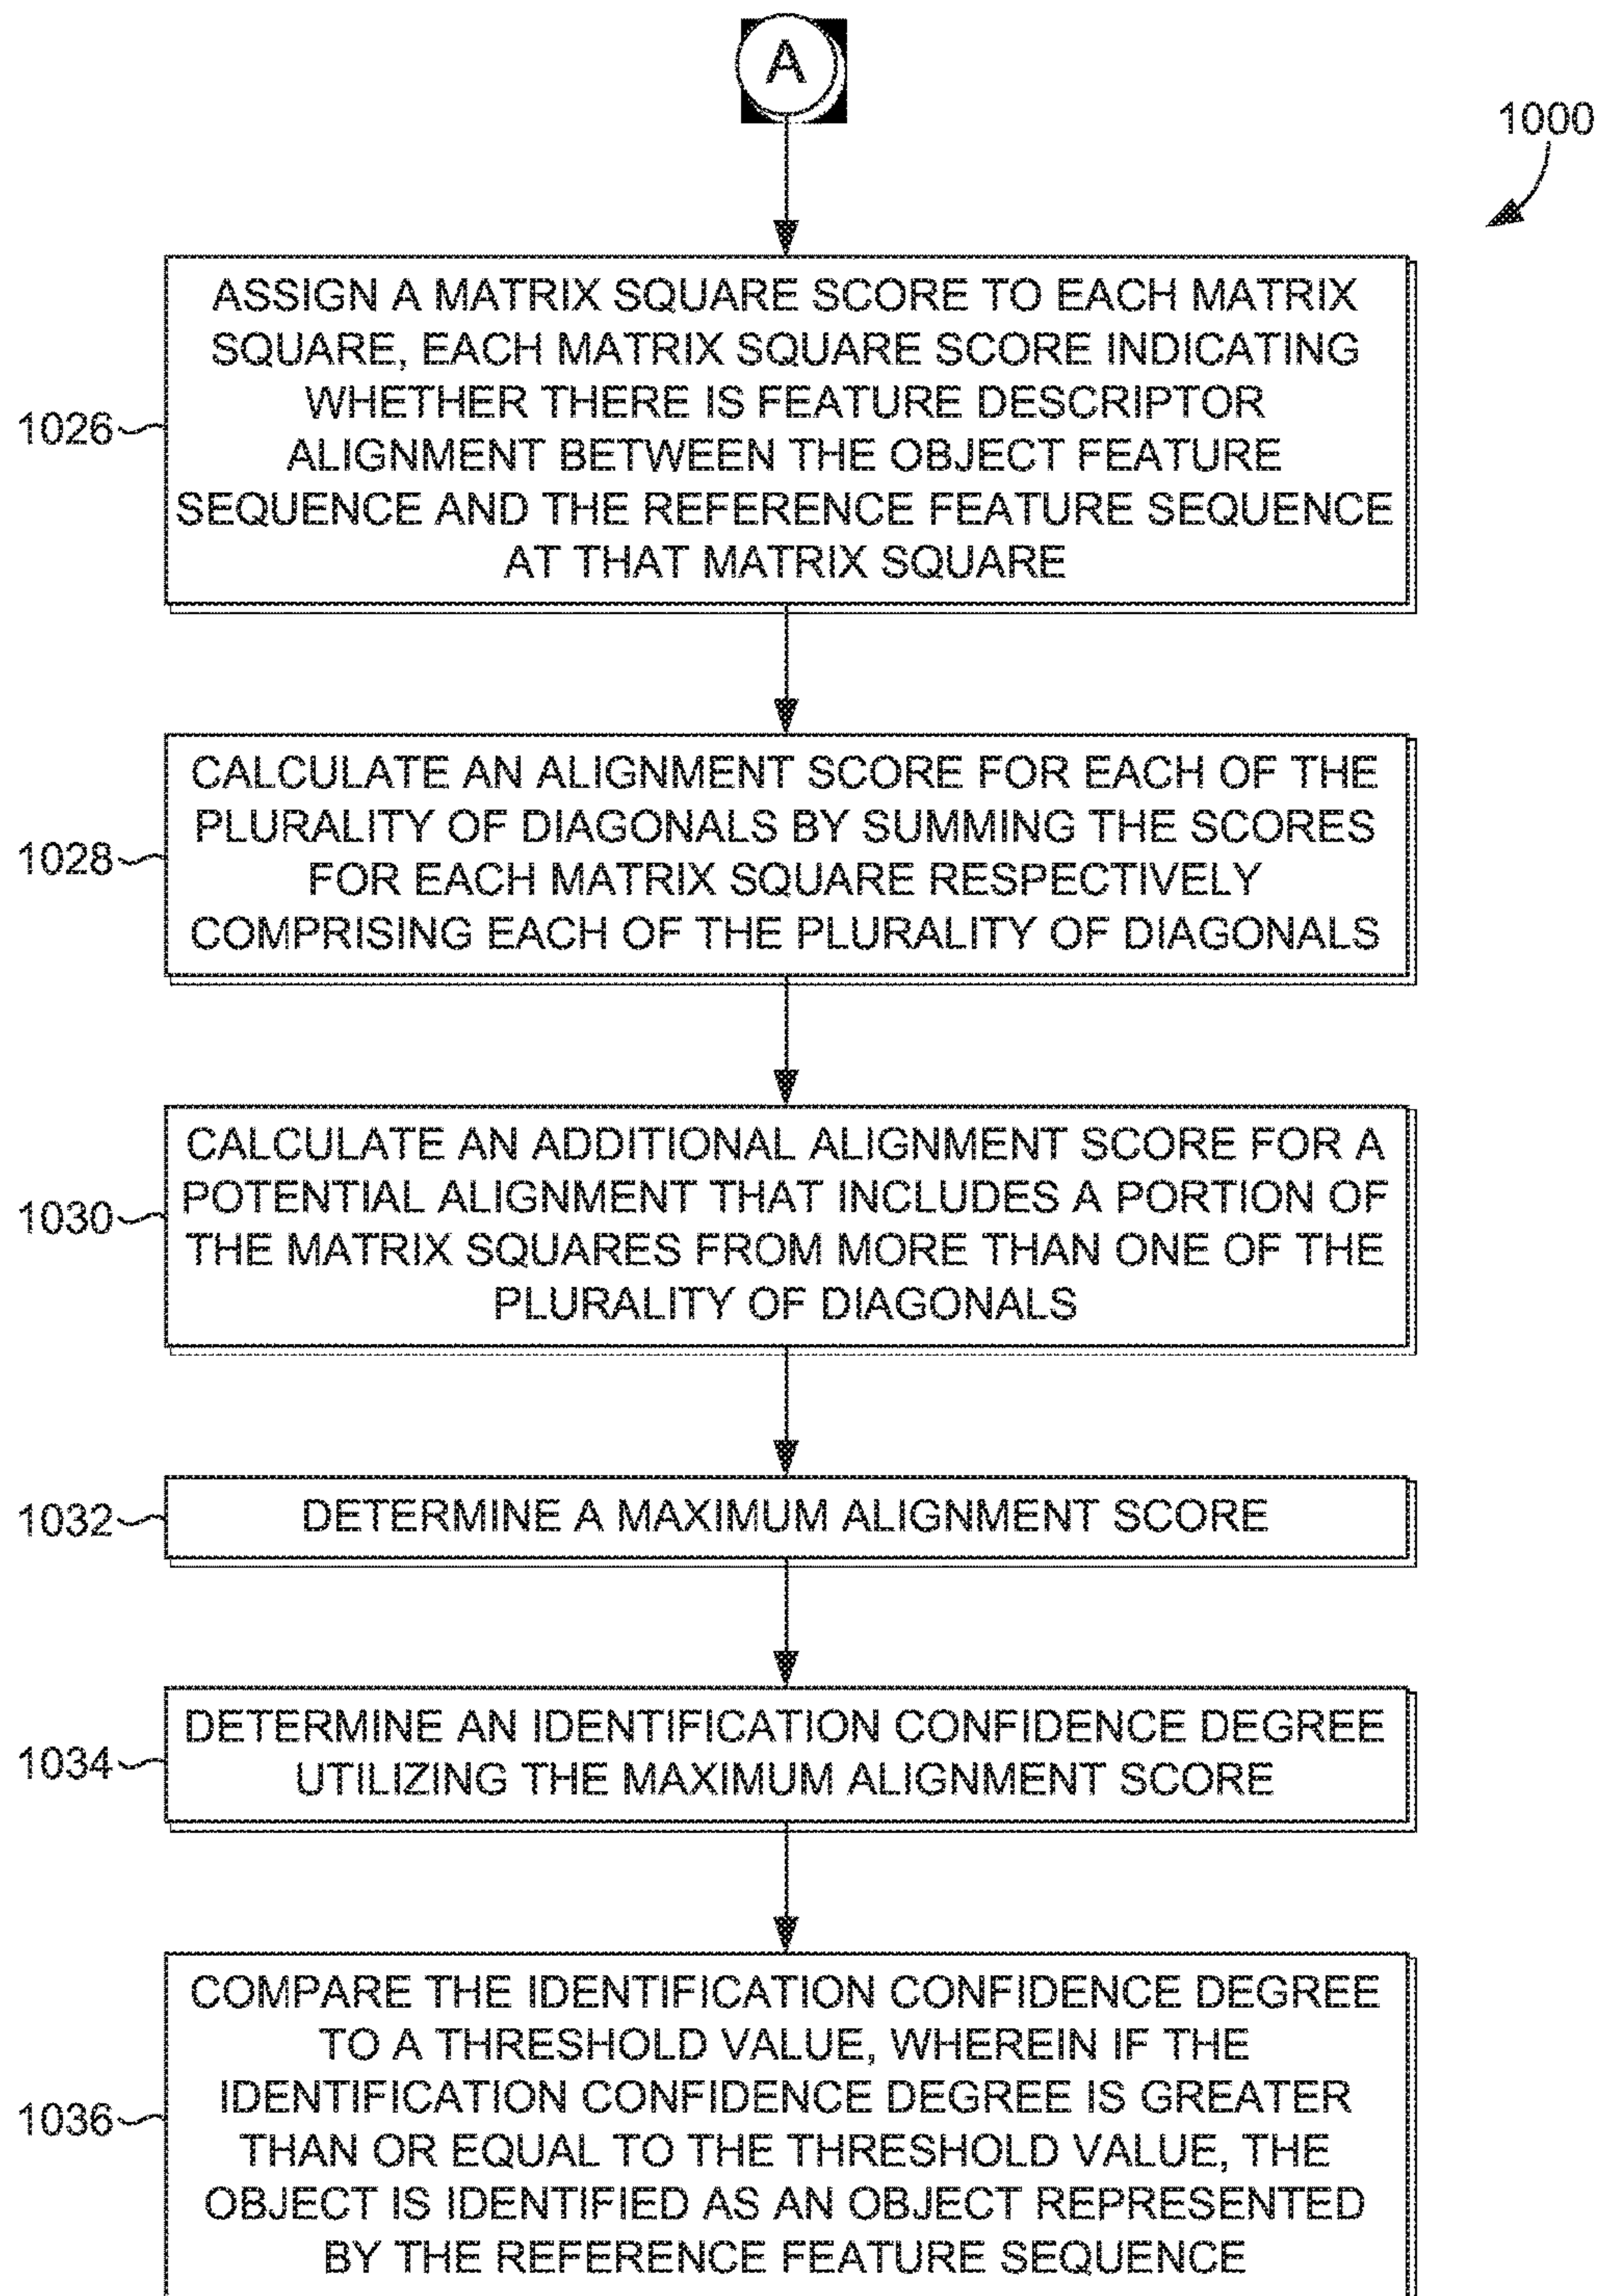 A
1000
ASSIGN A MATRIX SQUARE SCORE TO EACH MATRIX
SQUARE, EACH MATRIX SQUARE SCORE INDICATING
WHETHER THERE IS FEATURE DESCRIPTOR
ALIGNMENT BETWEEN THE OBJECT FEATURE
SEQUENCE AND THE REFERENCE FEATURE SEQUENCE
AT THAT MATRIX SQUARE
1026
CALCULATE AN ALIGNMENT SCORE FOR EACH OF THE
PLURALITY OF DIAGONALS BY SUMMING THE SCORES
FOR EACH MATRIX SQUARE RESPECTIVELY
COMPRISING EACH OF THE PLURALITY OF DIAGONALS
1028
CALCULATE AN ADDITIONAL ALIGNMENT SCORE FOR A
POTENTIAL ALIGNMENT THAT INCLUDES A PORTION OF
THE MATRIX SQUARES FROM MORE THAN ONE OF THE
PLURALITY OF DIAGONALS
1030
DETERMINE A MAXIMUM ALIGNMENT SCORE
1032
DETERMINE AN IDENTIFICATION CONFIDENCE DEGREE
UTILIZING THE MAXIMUM ALIGNMENT SCORE
1034
COMPARE THE IDENTIFICATION CONFIDENCE DEGREE
TO A THRESHOLD VALUE, WHEREIN IF THE
IDENTIFICATION CONFIDENCE DEGREE IS GREATER
THAN OR EQUAL TO THE THRESHOLD VALUE, THE
OBJECT IS IDENTIFIED AS AN OBJECT REPRESENTED
BY THE REFERENCE FEATURE SEQUENCE
1036